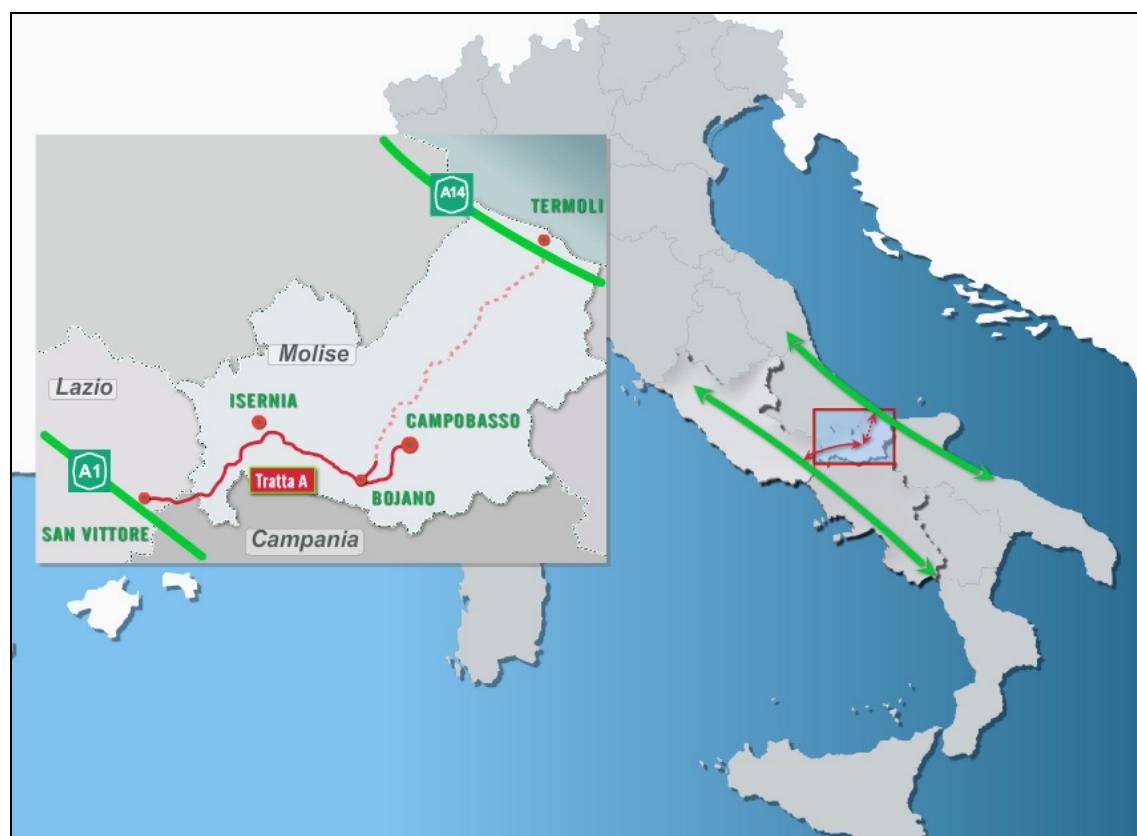 A14
TERMOLI
Molise
Lazio
ISERNIA
CAMPOBASSO
A1
Tratta A
BOJANO
SAN VITTORE
Campania